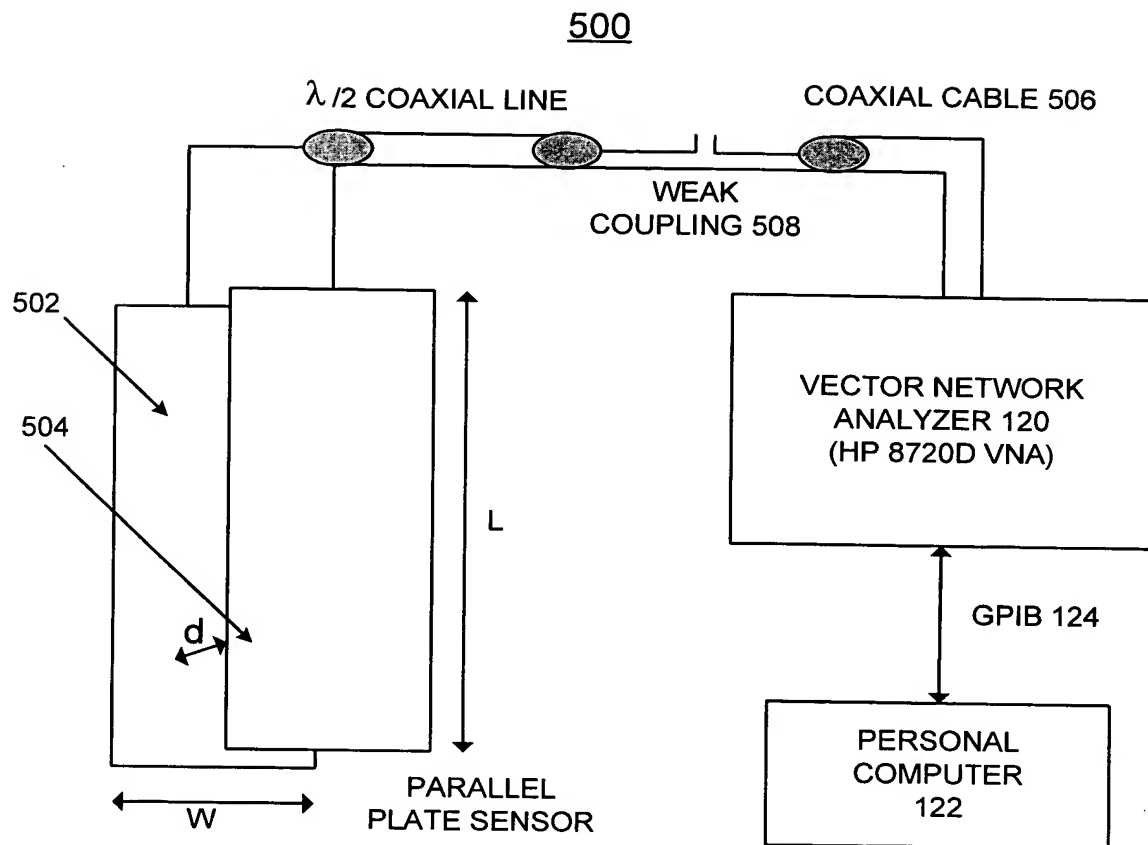 500
λ/2 COAXIAL LINE
COAXIAL CABLE 506
WEAK
COUPLING 508
502
504
d
L
W
PARALLEL
PLATE SENSOR
VECTOR NETWORK
ANALYZER 120
(HP 8720D VNA)
GPIB 124
PERSONAL
COMPUTER
122